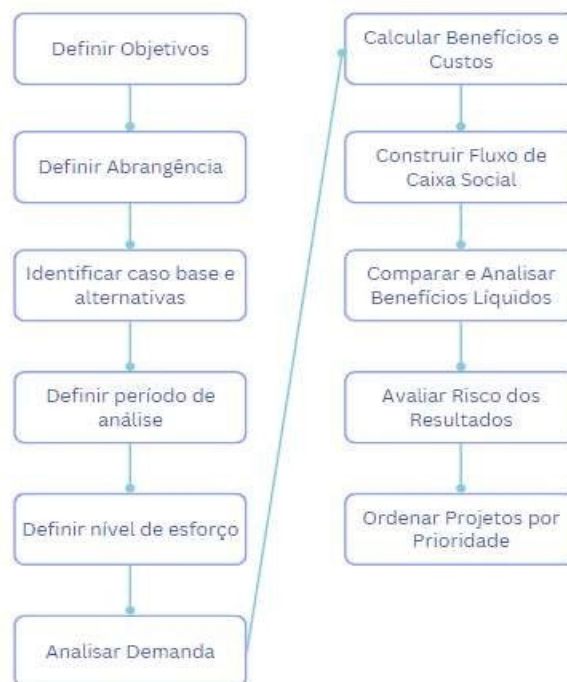 Definir Objetivos
Definir Abrangência
Identificar caso base e
alternativas
Definir período de
análise
Definir nível de esforço
Analisar Demanda
Calcular Benefícios e
Custos
Construir Fluxo de
Caixa Social
Comparar e Analisar
Benefícios Líquidos
Avaliar Risco dos
Resultados
Ordenar Projetos por
Prioridade